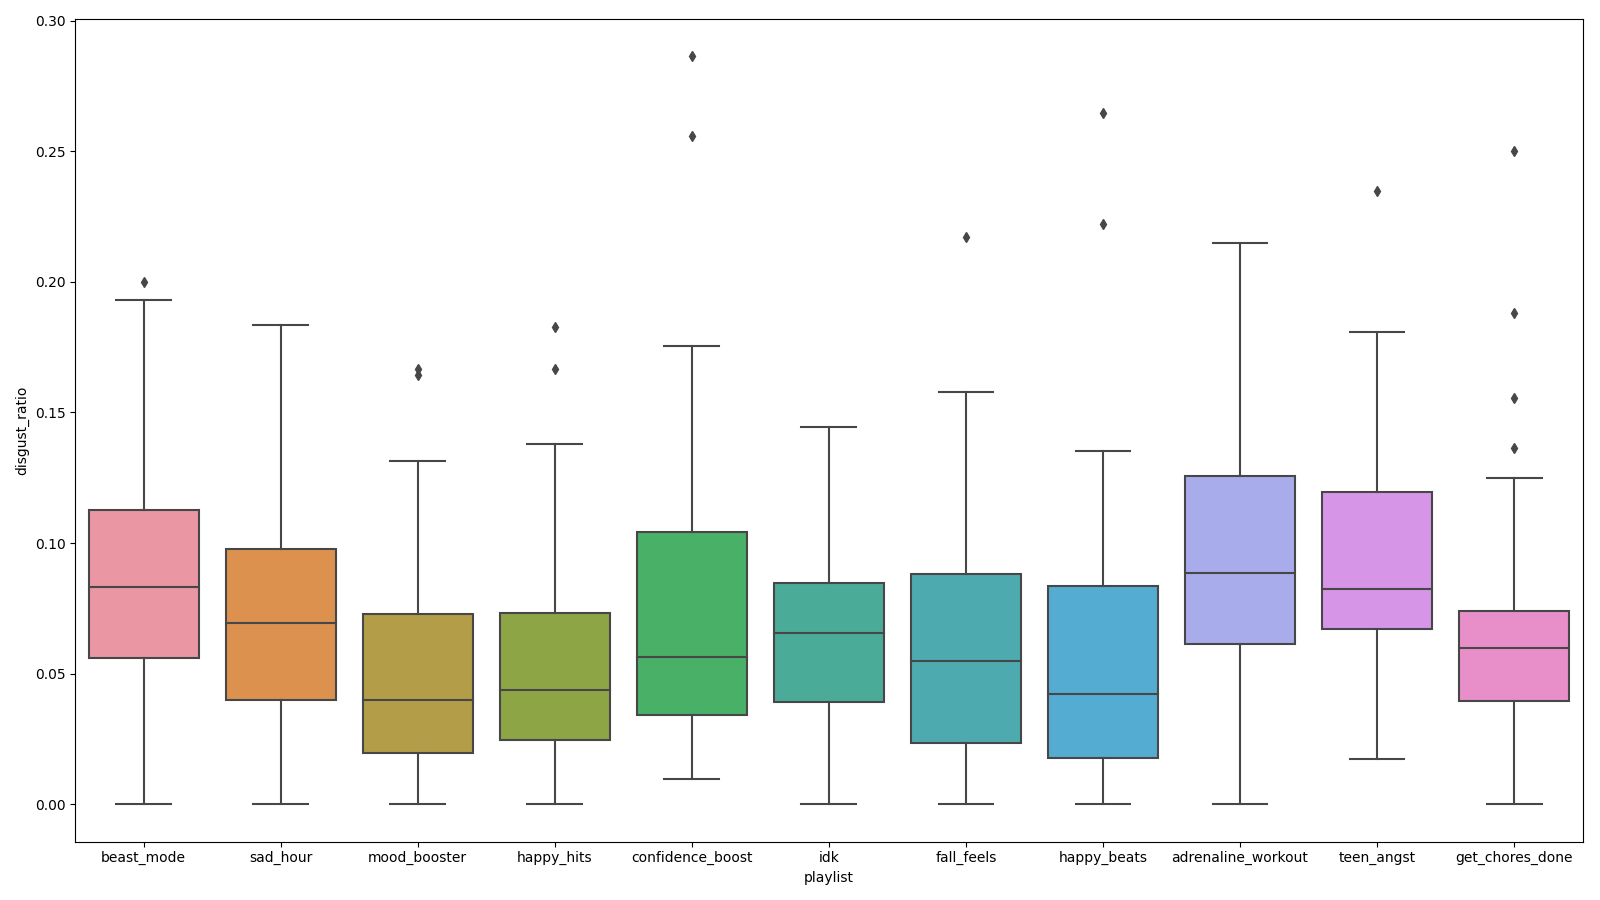 0.30
0.25
0.20
0.15
0.10
0.05
0.00
disgust_ratio
beast_mode sad_hour mood_booster happy_hits confidence_boost idk fall_feels happy_beats adrenaline_workout teen_angst get_chores_done
playlist